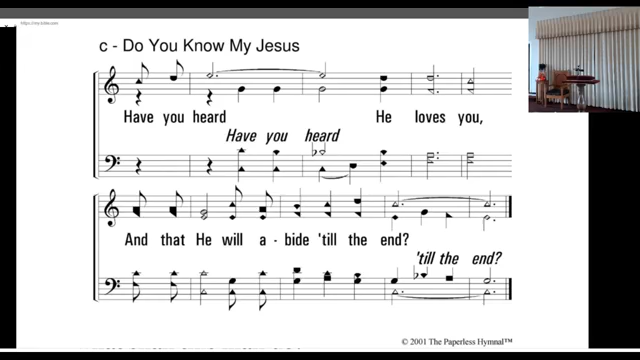 c - Do You Know My Jesus
Have you heard He loves you,
Have you heard
And that He will a - bide 'till the end?
'till the end?
© 2001 The Paperless Hymnal™